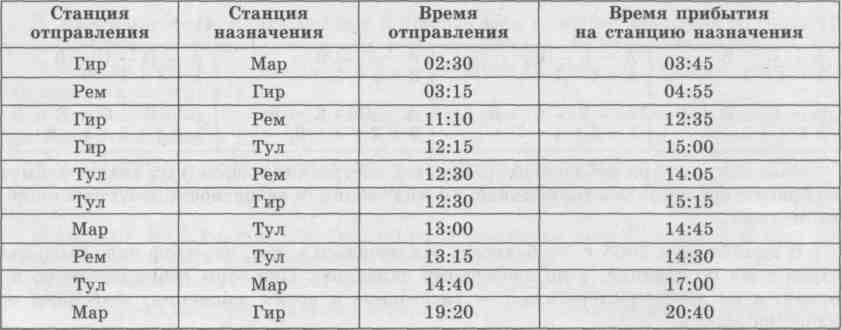 Станция отправления Станция назначения Время отправления Время прибытия на станцию назначения
Гир Мар 02:30 03:45
Рем Гир 03:15 04:55
Гир Рем 11:10 12:35
Гир Тул 12:15 15:00
Тул Рем 12:30 14:05
Тул Гир 12:30 15:15
Мар Тул 13:00 14:45
Рем Тул 13:15 14:30
Тул Мар 14:40 17:00
Мар Гир 19:20 20:40